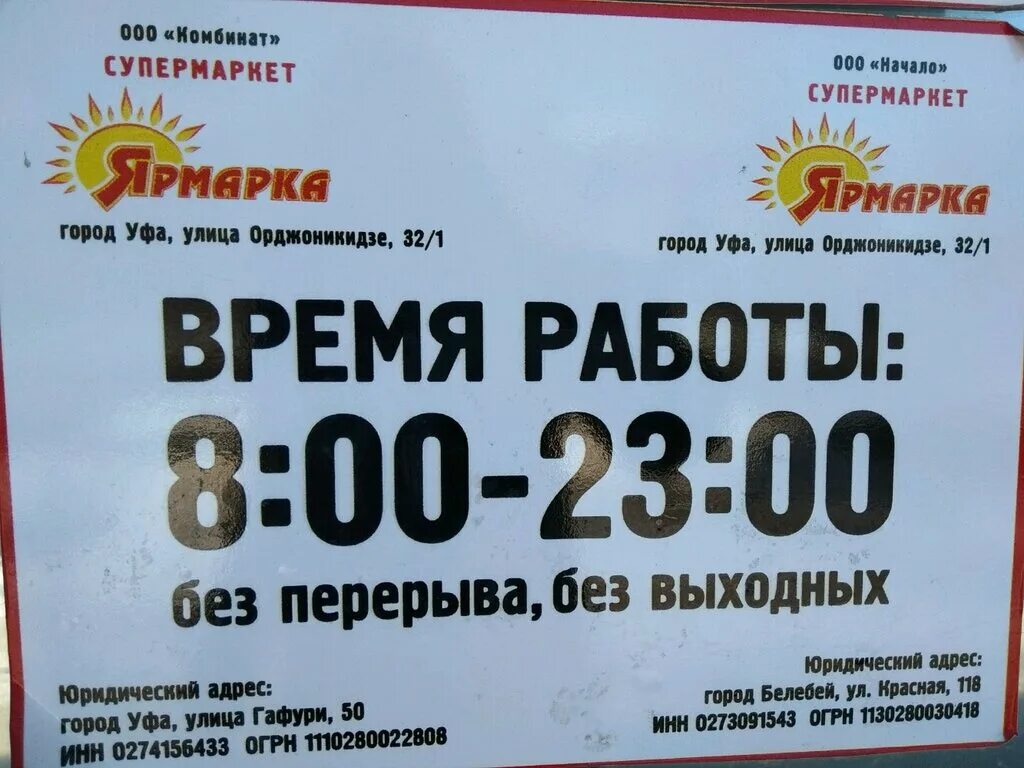 ООО «Комбинат»
СУПЕРМАРКЕТ
ЯРМАРКА
город Уфа, улица Орджоникидзе, 32/1
ООО «Начало»
СУПЕРМАРКЕТ
ЯРМАРКА
город Уфа, улица Орджоникидзе, 32/1
ВРЕМЯ РАБОТЫ:
8:00-23:00
без перерыва, без выходных
Юридический адрес:
город Уфа, улица Гафури, 50
ИНН 0274156433 ОГРН 1110280022808
Юридический адрес:
город Белебей, ул. Красная, 118
ИНН 0273091543 ОГРН 1130280030418